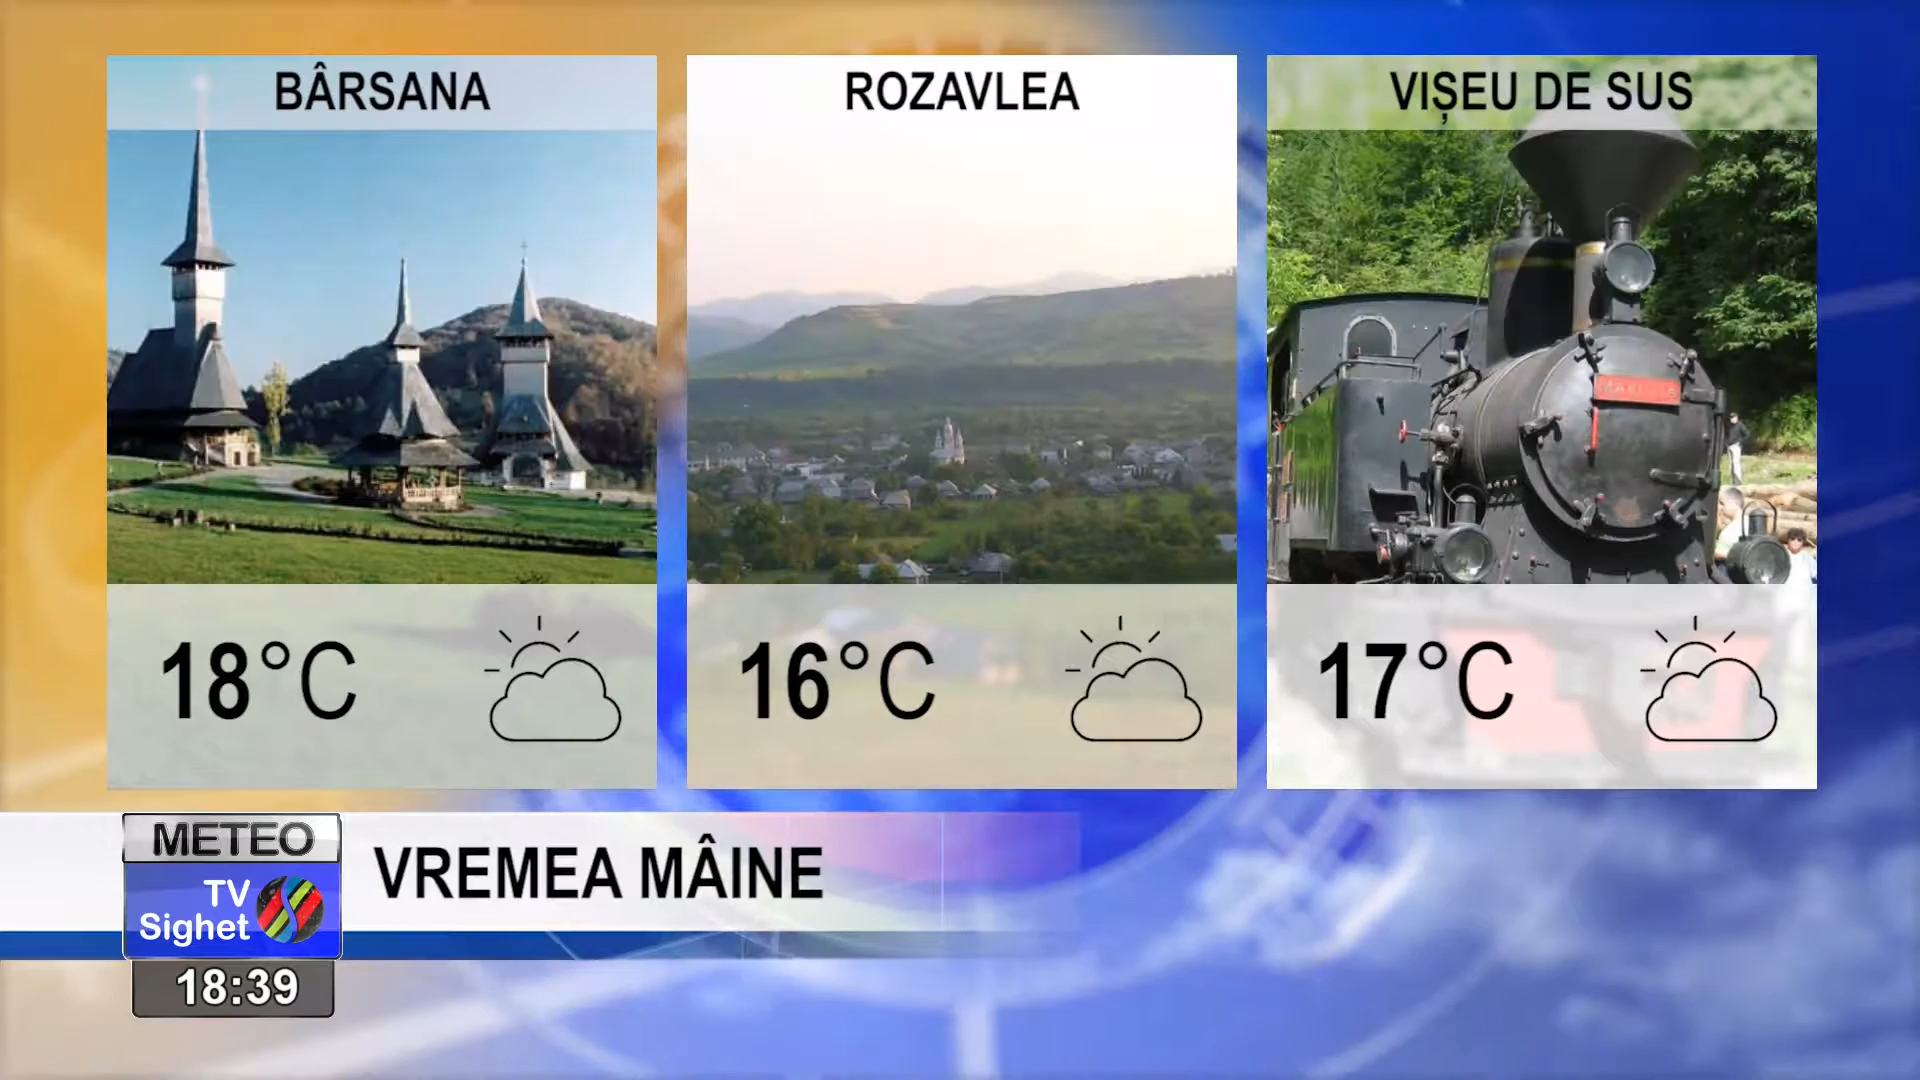 BÂRSANA
ROZAVLEA
VIȘEU DE SUS
18°C
16°C
17°C
METEO
TV
Sighet
VREMEA MÂINE
18:39